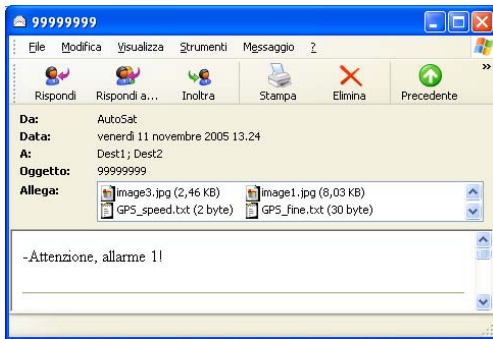 99999999
File Modifica Visualizza Strumenti Messaggio ?
»
Rispondi Rispondi a... Inoltra Stampa Elimina Precedente
Da: AutoSat
Data: venerdì 11 novembre 2005 13.24
A: Dest1; Dest2
Oggetto: 99999999
Allega: image3.jpg (2,46 KB) image1.jpg (8,03 KB)
GPS_speed.txt (2 byte) GPS_fine.txt (30 byte)
-Attenzione, allarme 1!